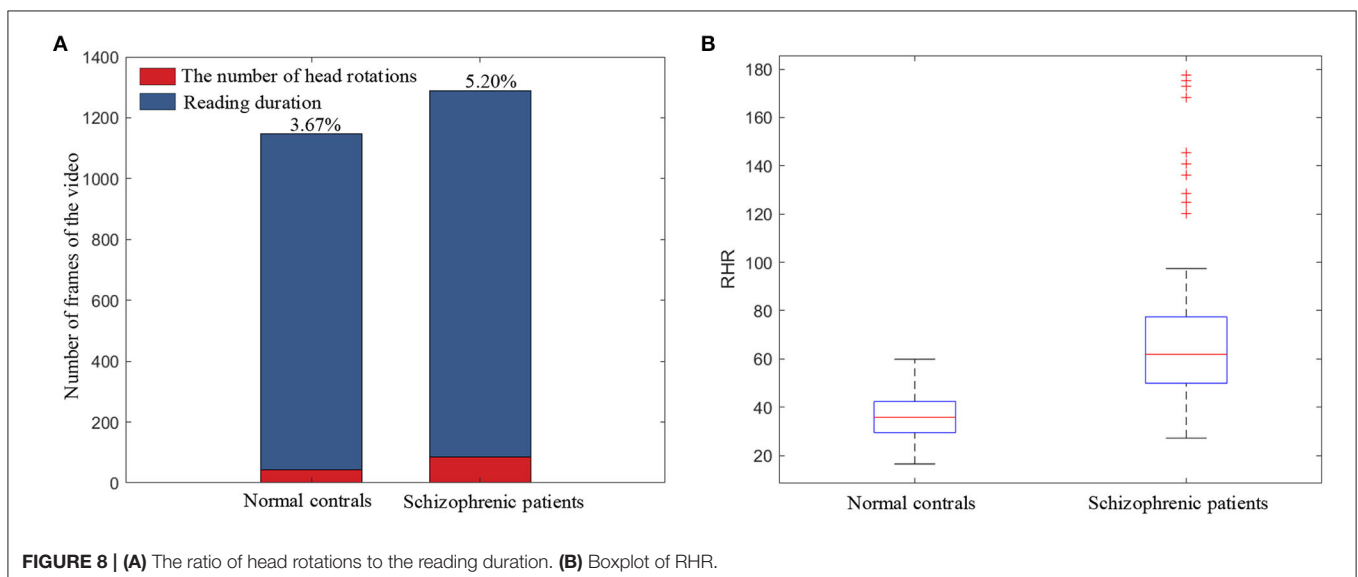 A
1400
1200
1000
800
600
400
200
0
Number of frames of the video
The number of head rotations
Reading duration
3.67%
5.20%
Normal contrals
Schizophrenic patients
B
180
160
140
120
100
80
60
40
20
RHR
Normal contrals
Schizophrenic patients
FIGURE 8 | (A) The ratio of head rotations to the reading duration. (B) Boxplot of RHR.